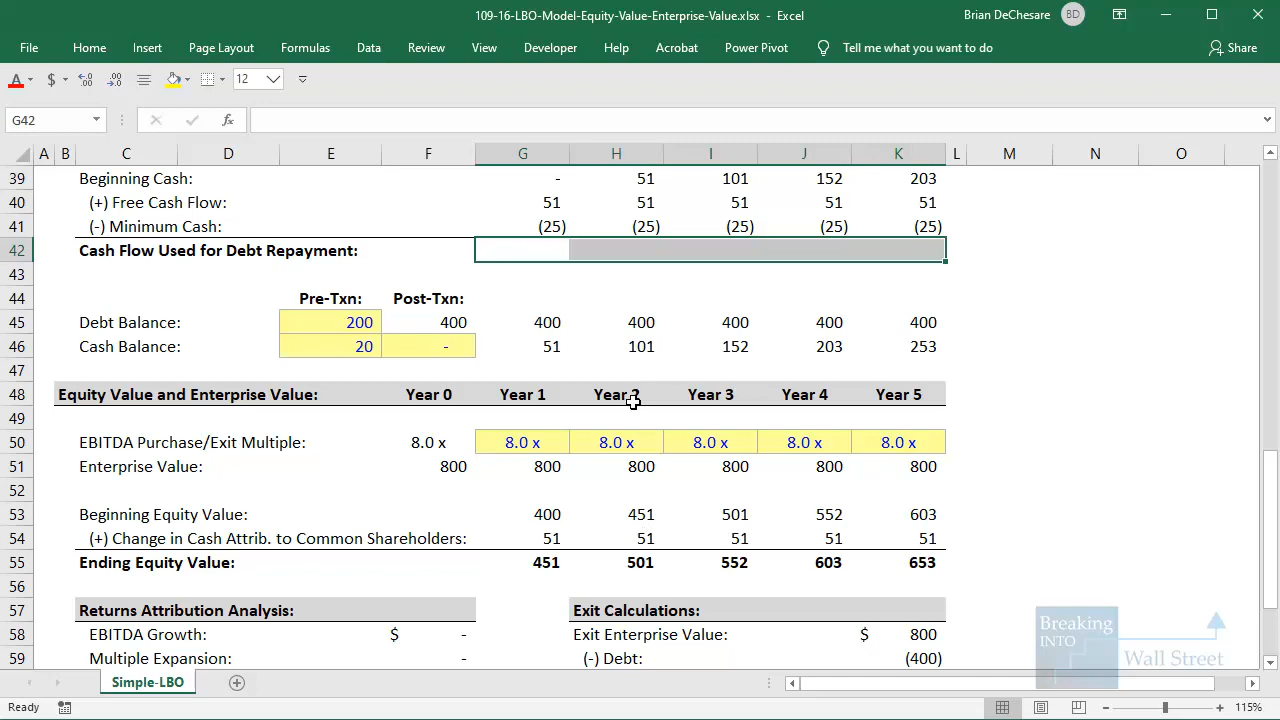 109-16-LBO-Model-Equity-Value-Enterprise-Value.xlsx - Excel
Brian DeChesare BD
File Home Insert Page Layout Formulas Data Review View Developer Help Acrobat Power Pivot Tell me what you want to do Share
A $ 12
G42 fx
A B C D E F G H I J K L M N O
39 Beginning Cash: - 51 101 152 203
40 (+) Free Cash Flow: 51 51 51 51 51
41 (-) Minimum Cash: (25) (25) (25) (25) (25)
42 Cash Flow Used for Debt Repayment:
43
44 Pre-Txn: Post-Txn:
45 Debt Balance: 200 400 400 400 400 400 400
46 Cash Balance: 20 - 51 101 152 203 253
47
48 Equity Value and Enterprise Value: Year 0 Year 1 Year 2 Year 3 Year 4 Year 5
49
50 EBITDA Purchase/Exit Multiple: 8.0 x 8.0 x 8.0 x 8.0 x 8.0 x 8.0 x
51 Enterprise Value: 800 800 800 800 800 800
52
53 Beginning Equity Value: 400 451 501 552 603
54 (+) Change in Cash Attrib. to Common Shareholders: 51 51 51 51 51
55 Ending Equity Value: 451 501 552 603 653
56
57 Returns Attribution Analysis: Exit Calculations:
58 EBITDA Growth: $ - Exit Enterprise Value: $ 800
59 Multiple Expansion: - (-) Debt: (400)
Breaking
INTO
Wall Street
Simple-LBO
Ready 115%